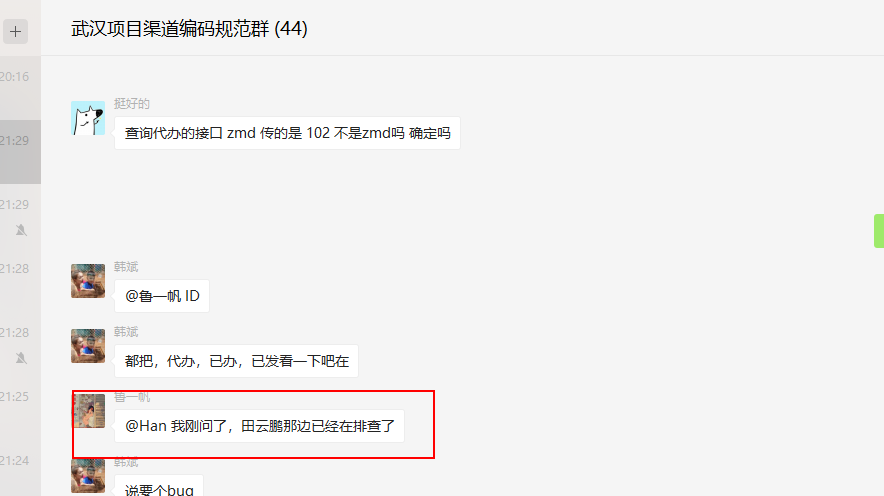 武汉项目渠道编码规范群 (44)
20:16
21:29
21:29
21:28
21:28
21:25
21:24
挺好的
查询代办的接口 zmd 传的是 102 不是zmd吗 确定吗
韩斌
@鲁一帆 ID
韩斌
都把，代办，已办，已发看一下吧在
鲁一帆
@Han 我刚问了，田云鹏那边已经在排查了
韩斌
说要个bug